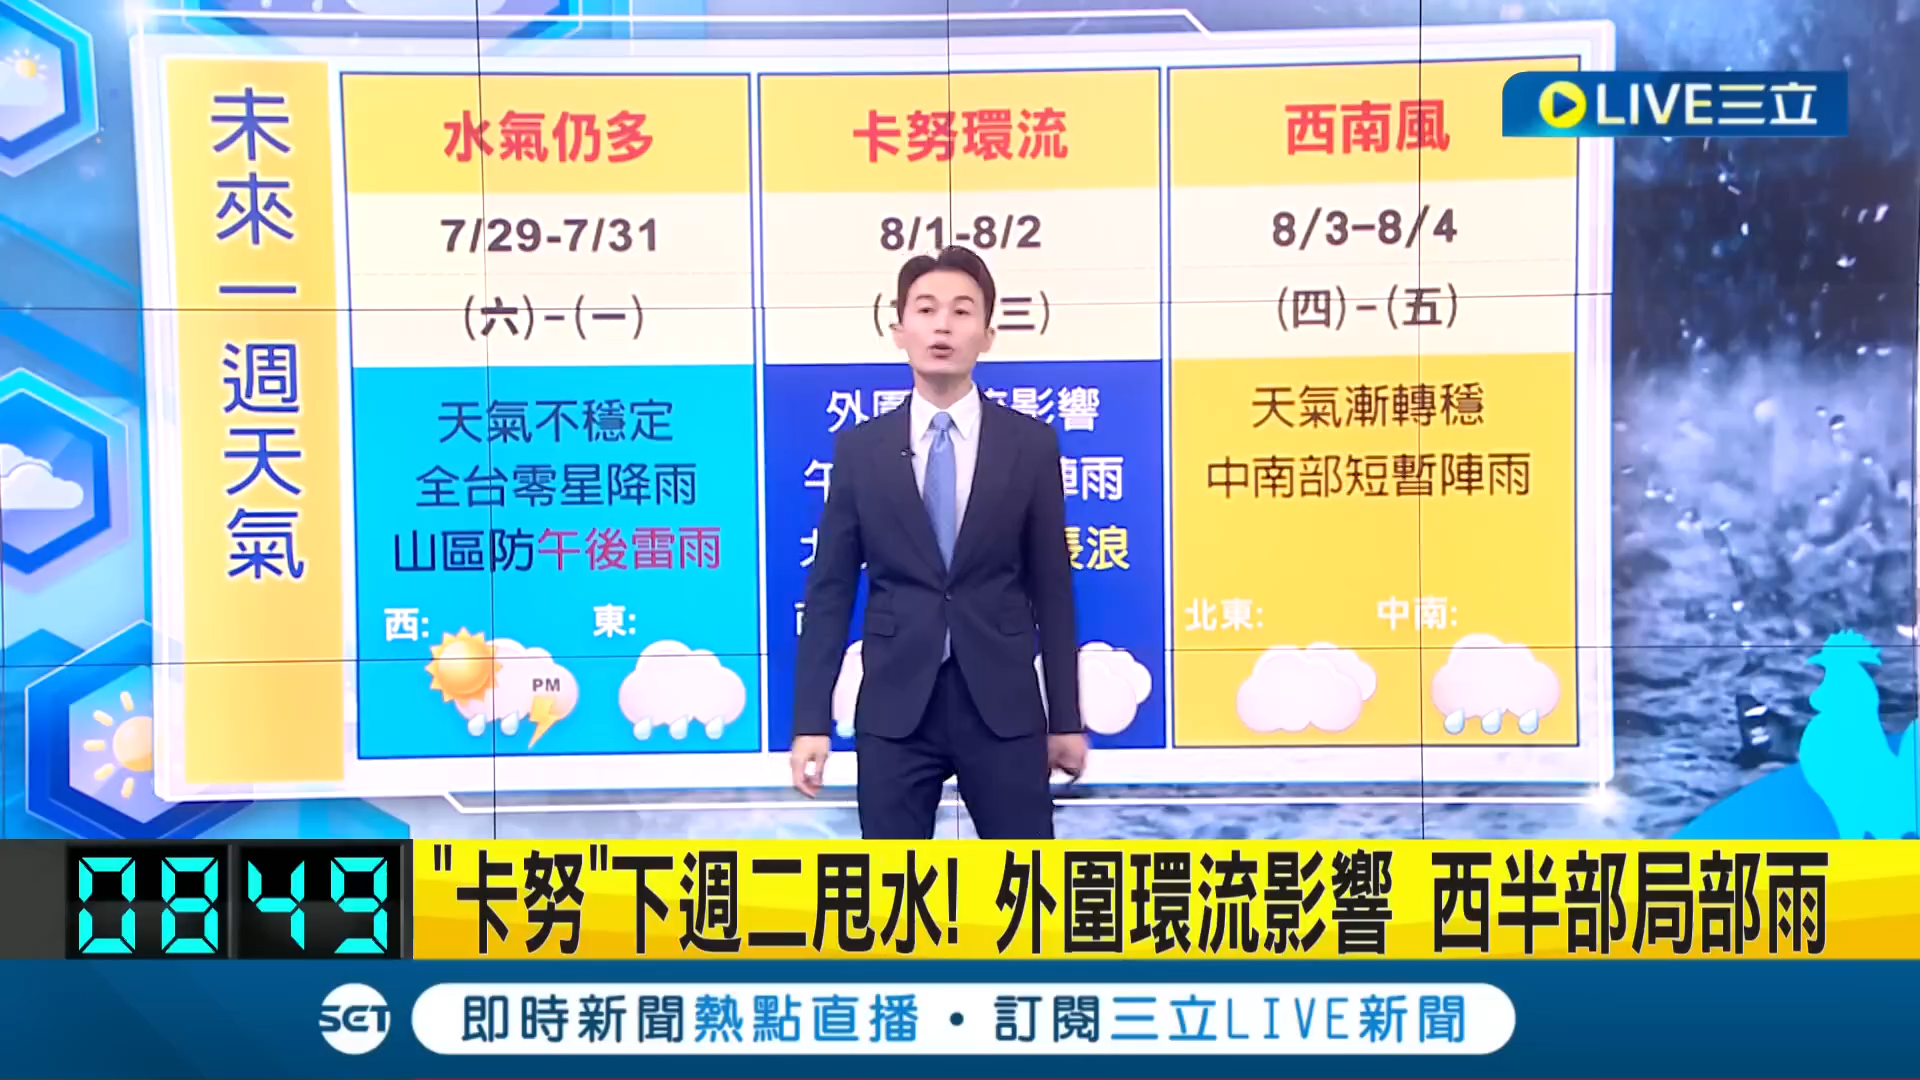 LIVE三立
未來一週天氣
水氣仍多
7/29-7/31
(六)-(一)
天氣不穩定
全台零星降雨
山區防午後雷雨
西:
東:
PM
卡努環流
8/1-8/2
三)
外圍 影響
陣雨
長浪
西南風
8/3-8/4
(四)-(五)
天氣漸轉穩
中南部短暫陣雨
北東:
中南:
0849
"卡努"下週二甩水! 外圍環流影響 西半部局部雨
SET
即時新聞熱點直播・訂閱三立LIVE新聞